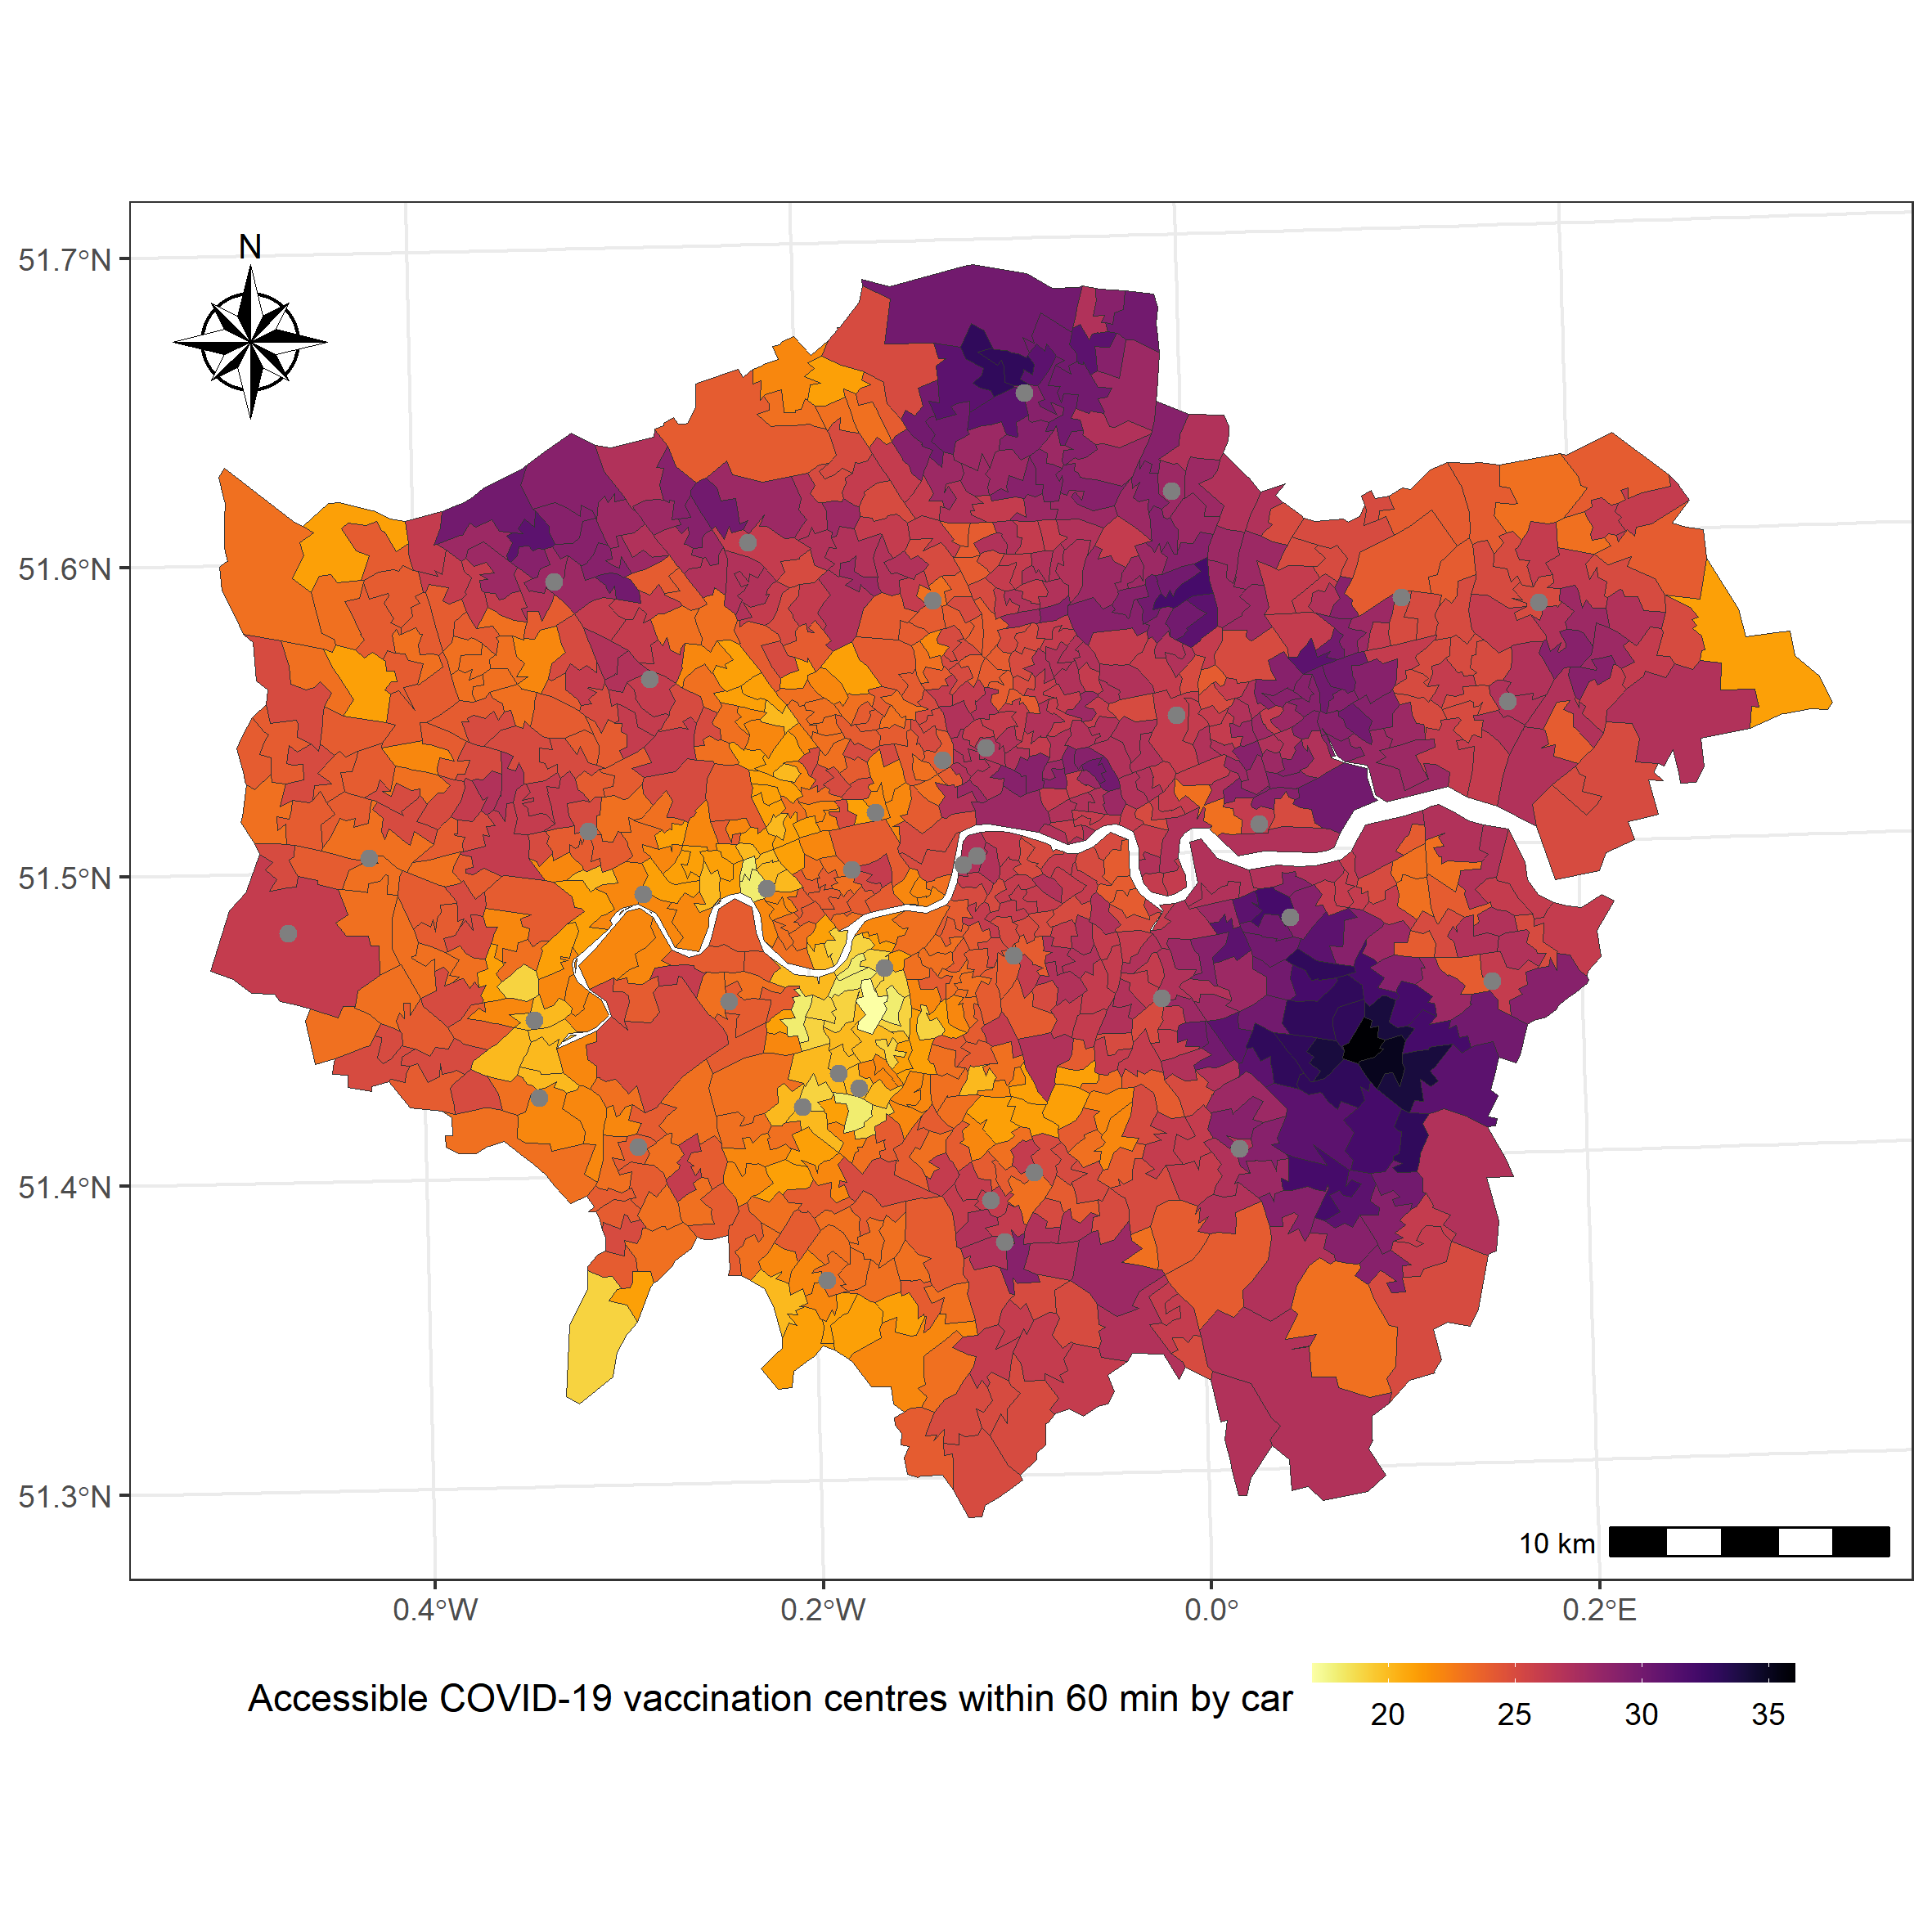 N
51.7°N
51.6°N
51.5°N
51.4°N
51.3°N
10 km
0.4°W 0.2°W 0.0° 0.2°E
Accessible COVID-19 vaccination centres within 60 min by car
20 25 30 35